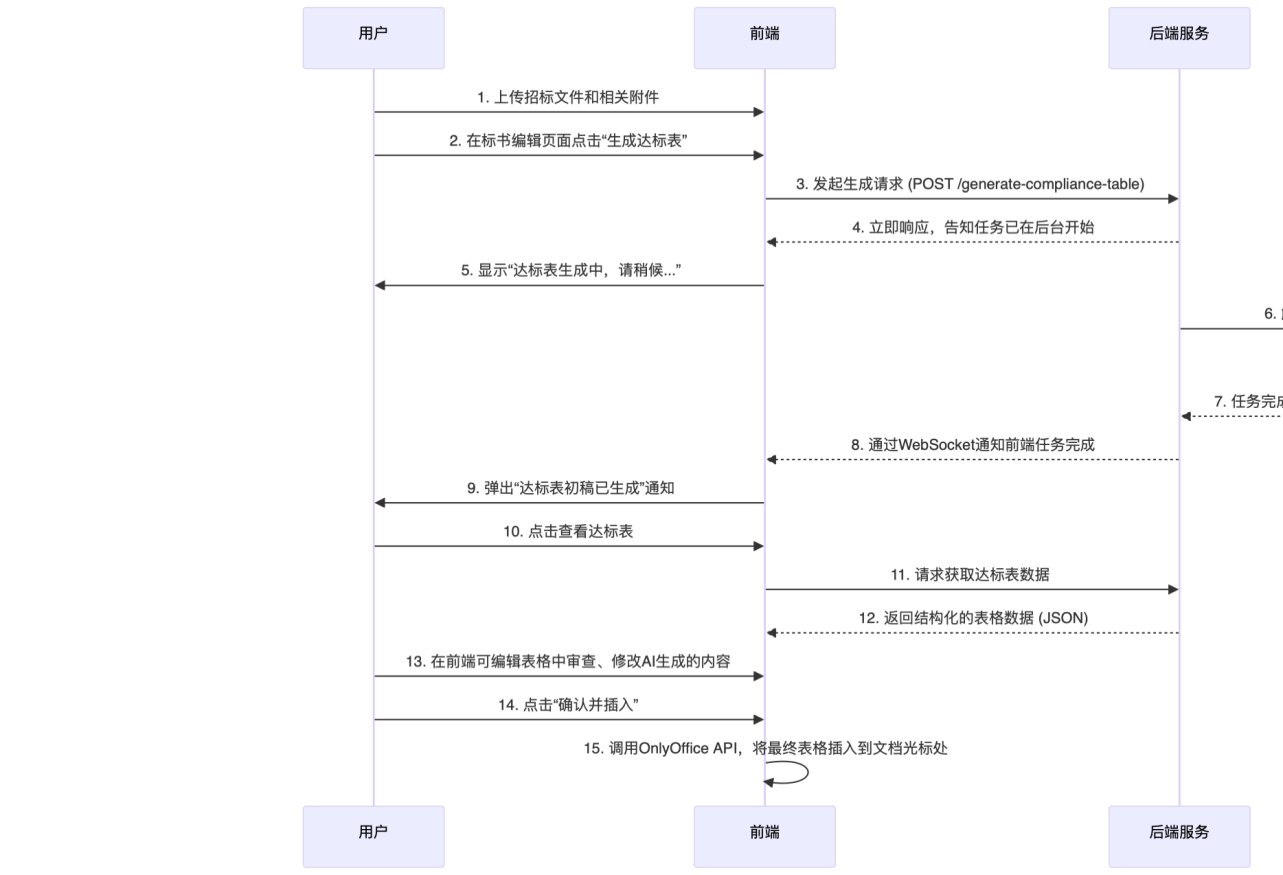 用户
前端
后端服务
1. 上传招标文件和相关附件
2. 在标书编辑页面点击“生成达标表”
3. 发起生成请求 (POST /generate-compliance-table)
4. 立即响应，告知任务已在后台开始
5. 显示“达标表生成中，请稍候...”
6.
7. 任务完成
8. 通过WebSocket通知前端任务完成
9. 弹出“达标表初稿已生成”通知
10. 点击查看达标表
11. 请求获取达标表数据
12. 返回结构化的表格数据 (JSON)
13. 在前端可编辑表格中审查、修改AI生成的内容
14. 点击“确认并插入”
15. 调用OnlyOffice API，将最终表格插入到文档光标处
用户
前端
后端服务